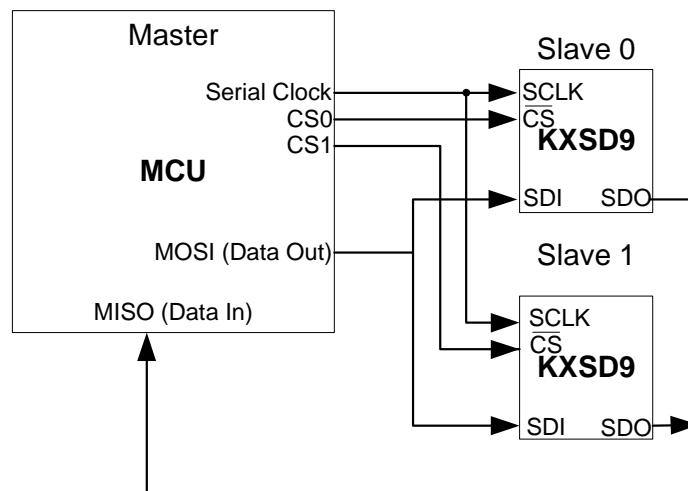 Master
Serial Clock
CS0
CS1
MCU
MOSI (Data Out)
MISO (Data In)
Slave 0
SCLK
CS
KXSD9
SDI SDO
Slave 1
SCLK
CS
KXSD9
SDI SDO